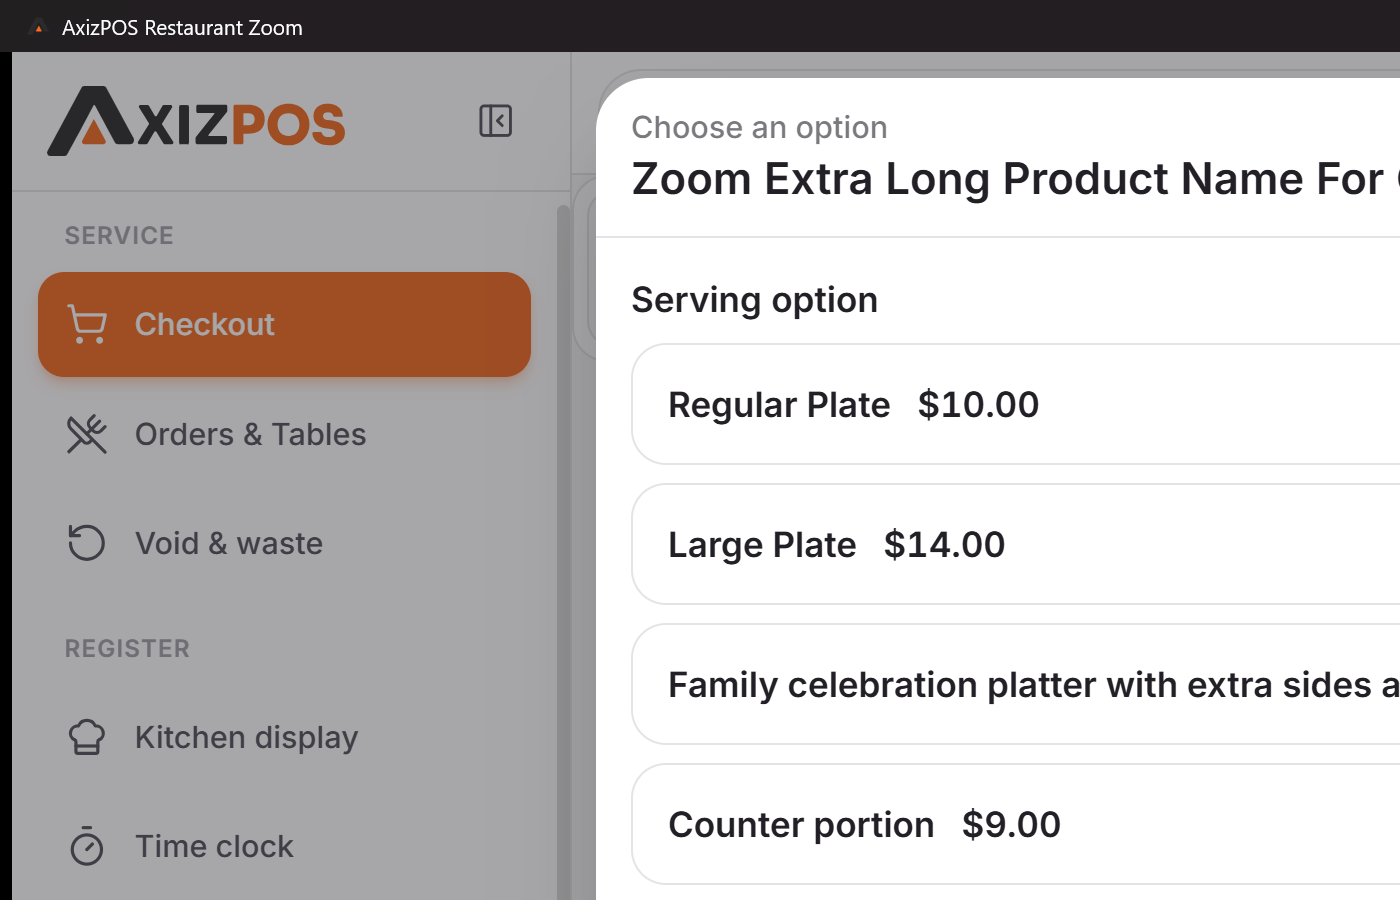 AxizPOS Restaurant Zoom
AXIZPOS
SERVICE
Checkout
Orders & Tables
Void & waste
REGISTER
Kitchen display
Time clock
Choose an option
Zoom Extra Long Product Name For
Serving option
Regular Plate $10.00
Large Plate $14.00
Family celebration platter with extra sides a
Counter portion $9.00